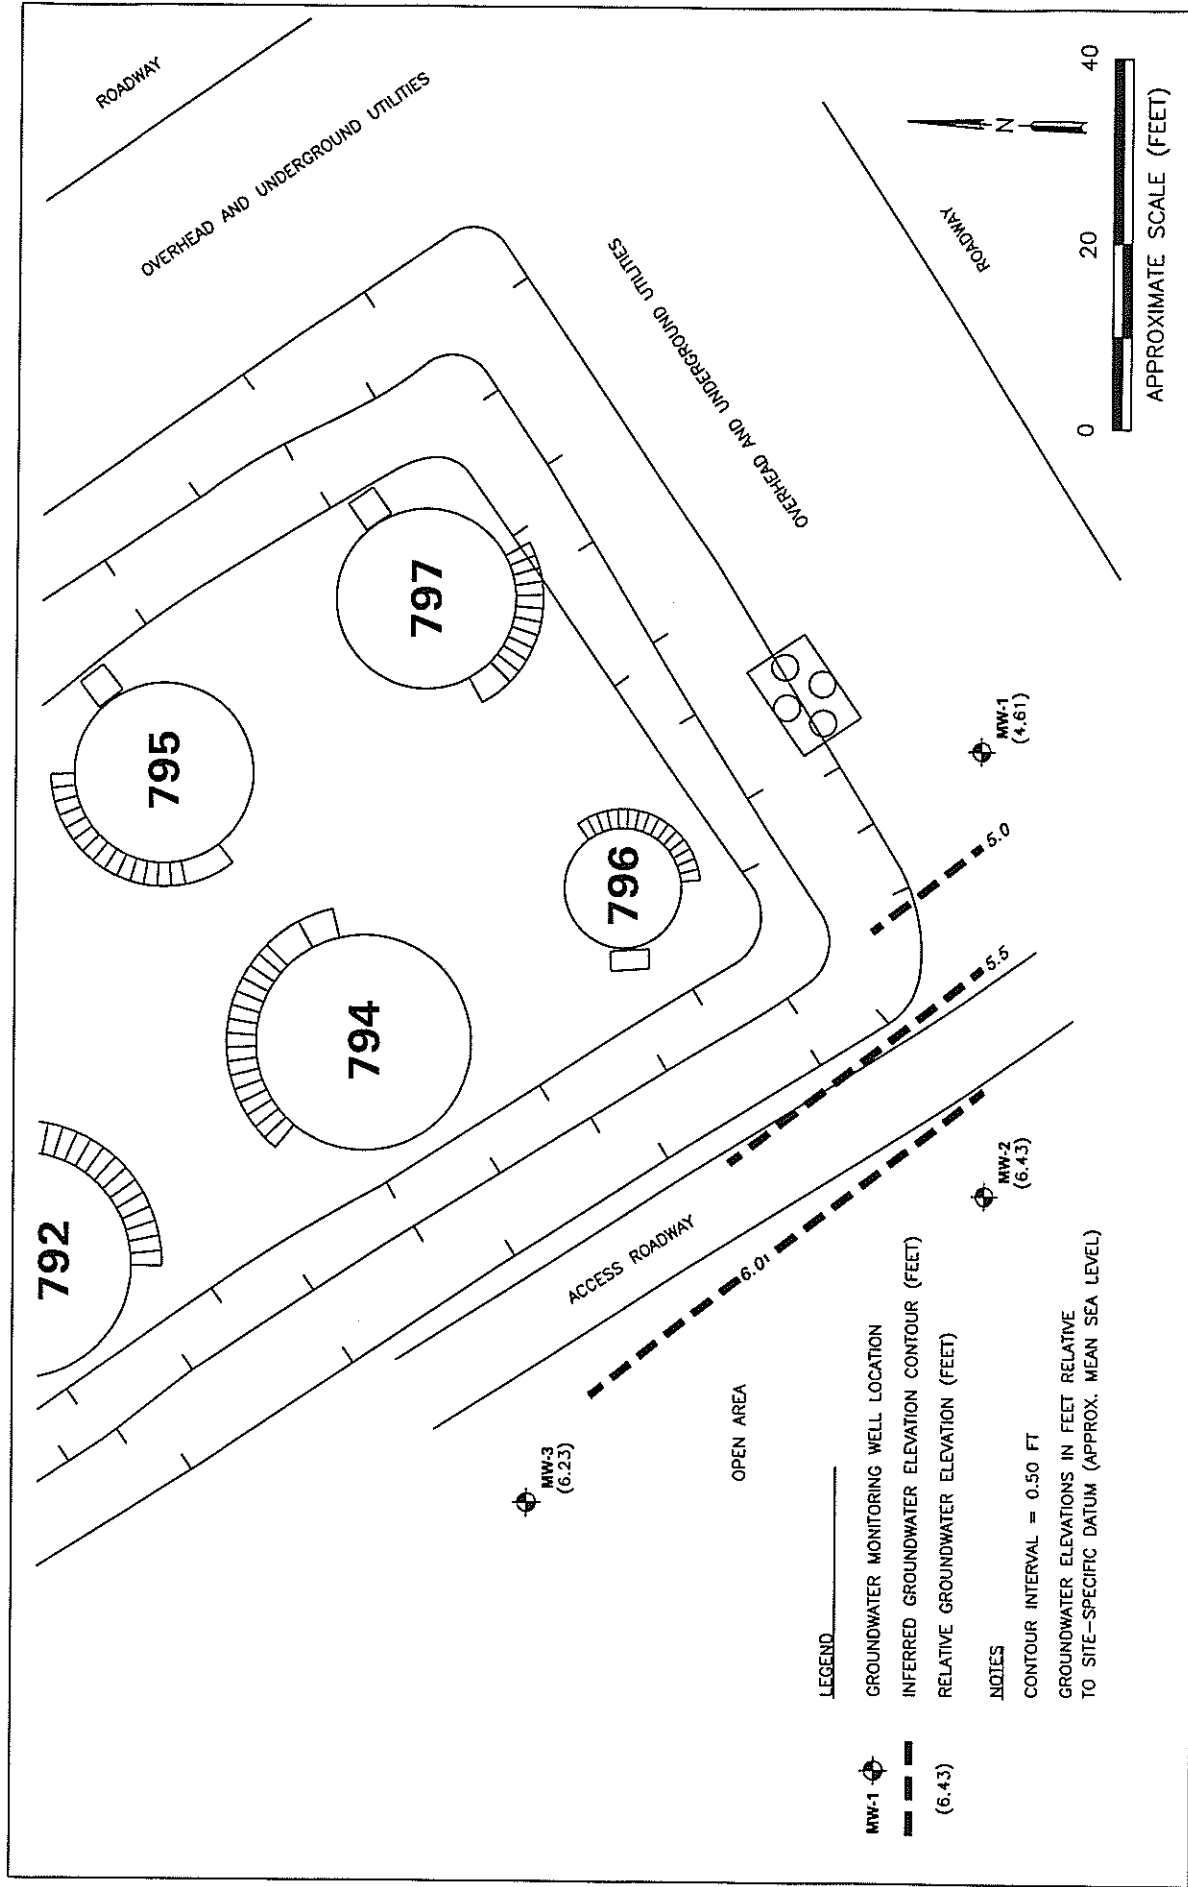 ROADWAY
OVERHEAD AND UNDERGROUND UTILITIES
OVERHEAD AND UNDERGROUND UTILITIES
ROADWAY
792
795
794
797
796
ACCESS ROADWAY
OPEN AREA
MW-3
(6.23)
MW-2
(6.43)
MW-1
(4.61)
6.0
5.5
5.0
LEGEND
MW-1 GROUNDWATER MONITORING WELL LOCATION
INFERRED GROUNDWATER ELEVATION CONTOUR (FEET)
(6.43) RELATIVE GROUNDWATER ELEVATION (FEET)
NOTES
CONTOUR INTERVAL = 0.50 FT
GROUNDWATER ELEVATIONS IN FEET RELATIVE
TO SITE-SPECIFIC DATUM (APPROX. MEAN SEA LEVEL)
N
0 20 40
APPROXIMATE SCALE (FEET)